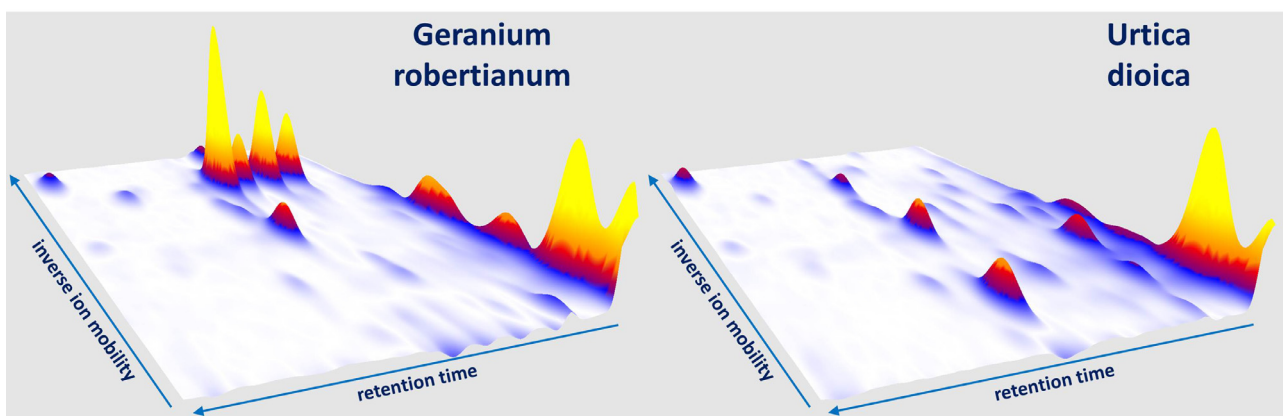 Geranium
robertianum
inverse ion mobility
retention time
Urtica
dioica
inverse ion mobility
retention time